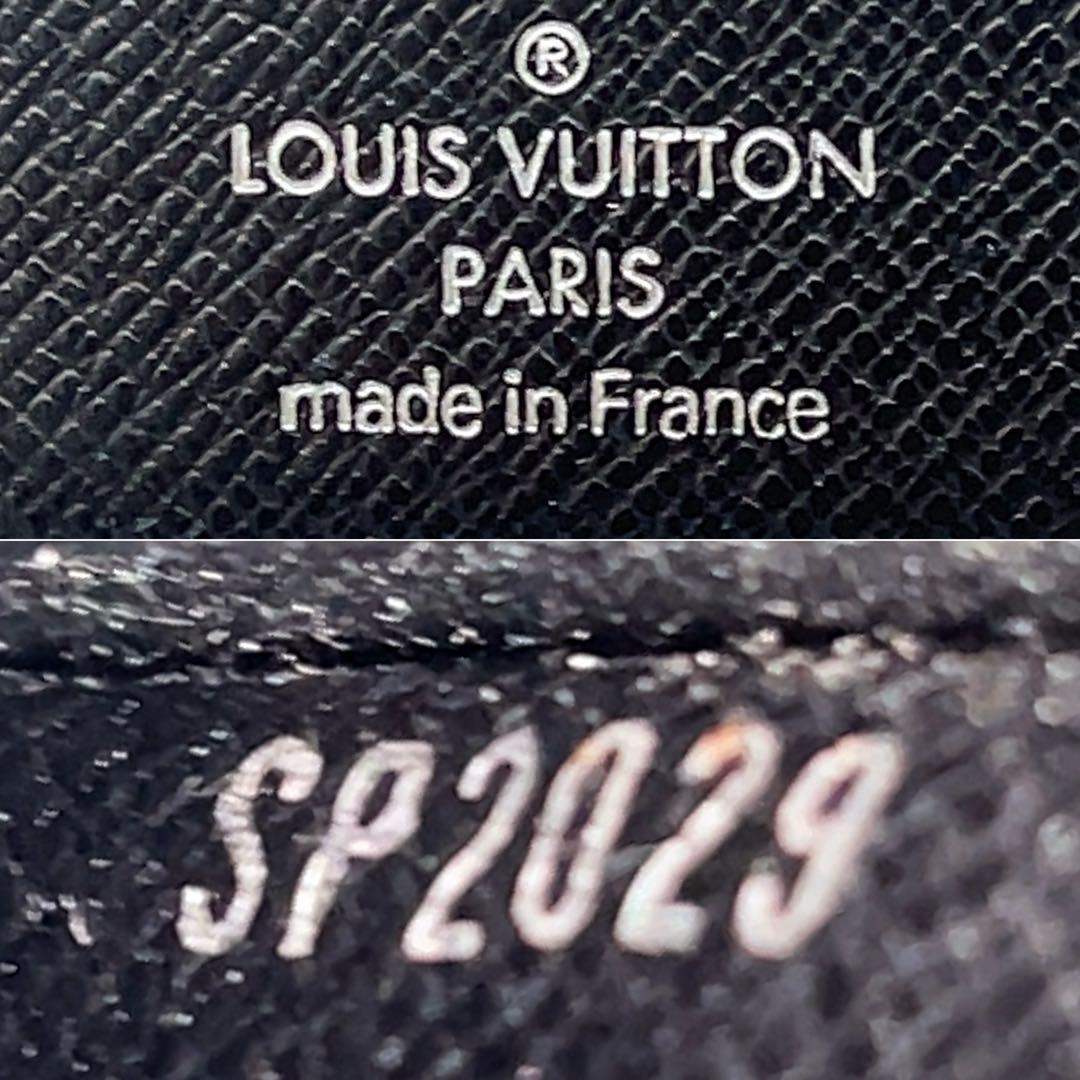 ®
LOUIS VUITTON
PARIS
made in France
SP2029